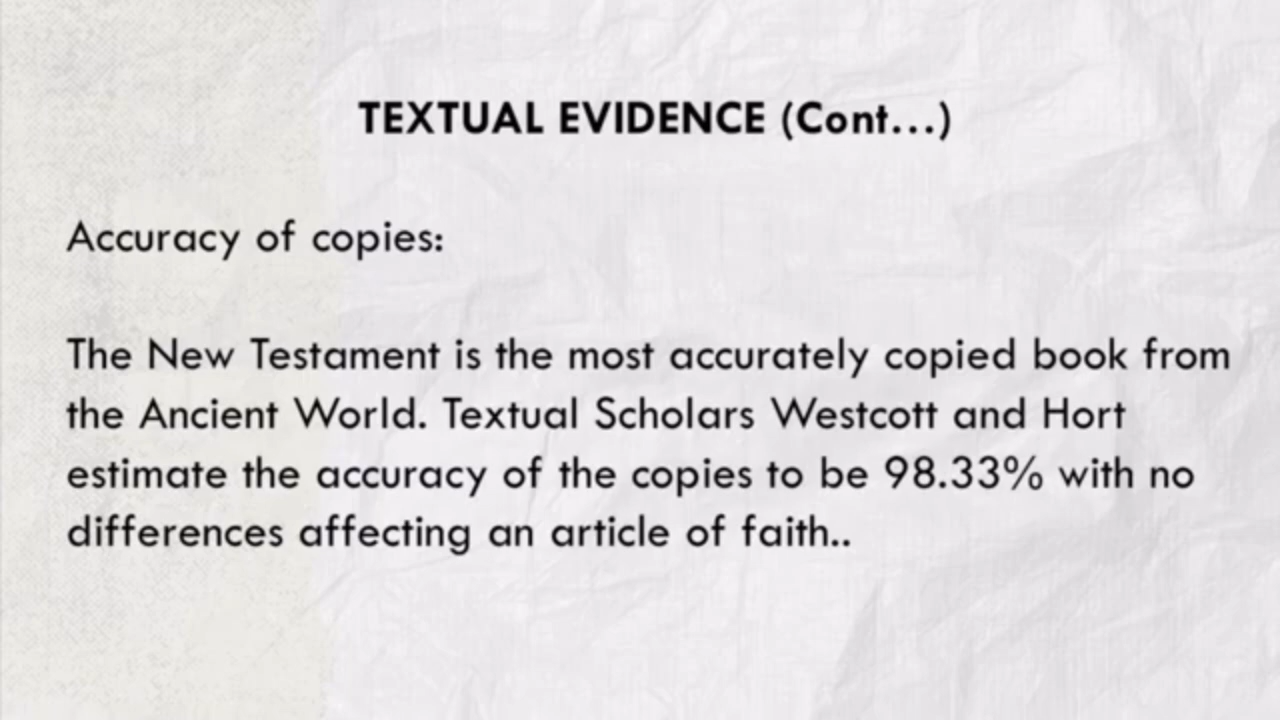 TEXTUAL EVIDENCE (Cont...)
Accuracy of copies:
The New Testament is the most accurately copied book from
the Ancient World. Textual Scholars Westcott and Hort
estimate the accuracy of the copies to be 98.33% with no
differences affecting an article of faith..